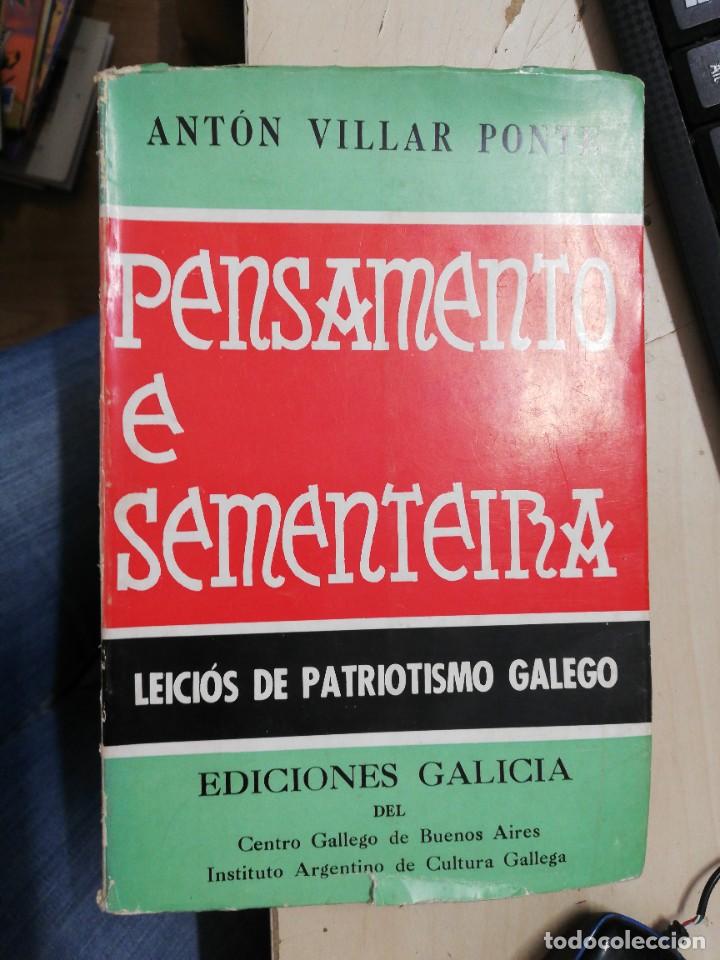 ANTÓN VILLAR PONTE
PENSAMENTO
E
SEMENTEIRA
LEICIÓS DE PATRIOTISMO GALEGO
EDICIONES GALICIA
DEL
Centro Gallego de Buenos Aires
Instituto Argentino de Cultura Gallega
todocoleccion